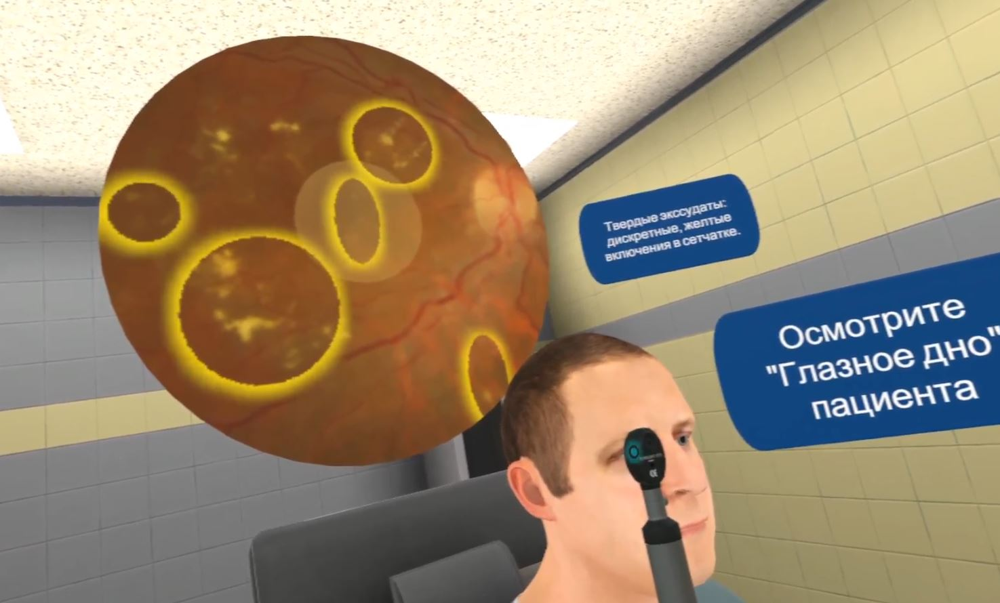 Твердые экссудаты:
дискретные, желтые
включения в сетчатке.
Осмотрите
"Глазное дно"
пациента